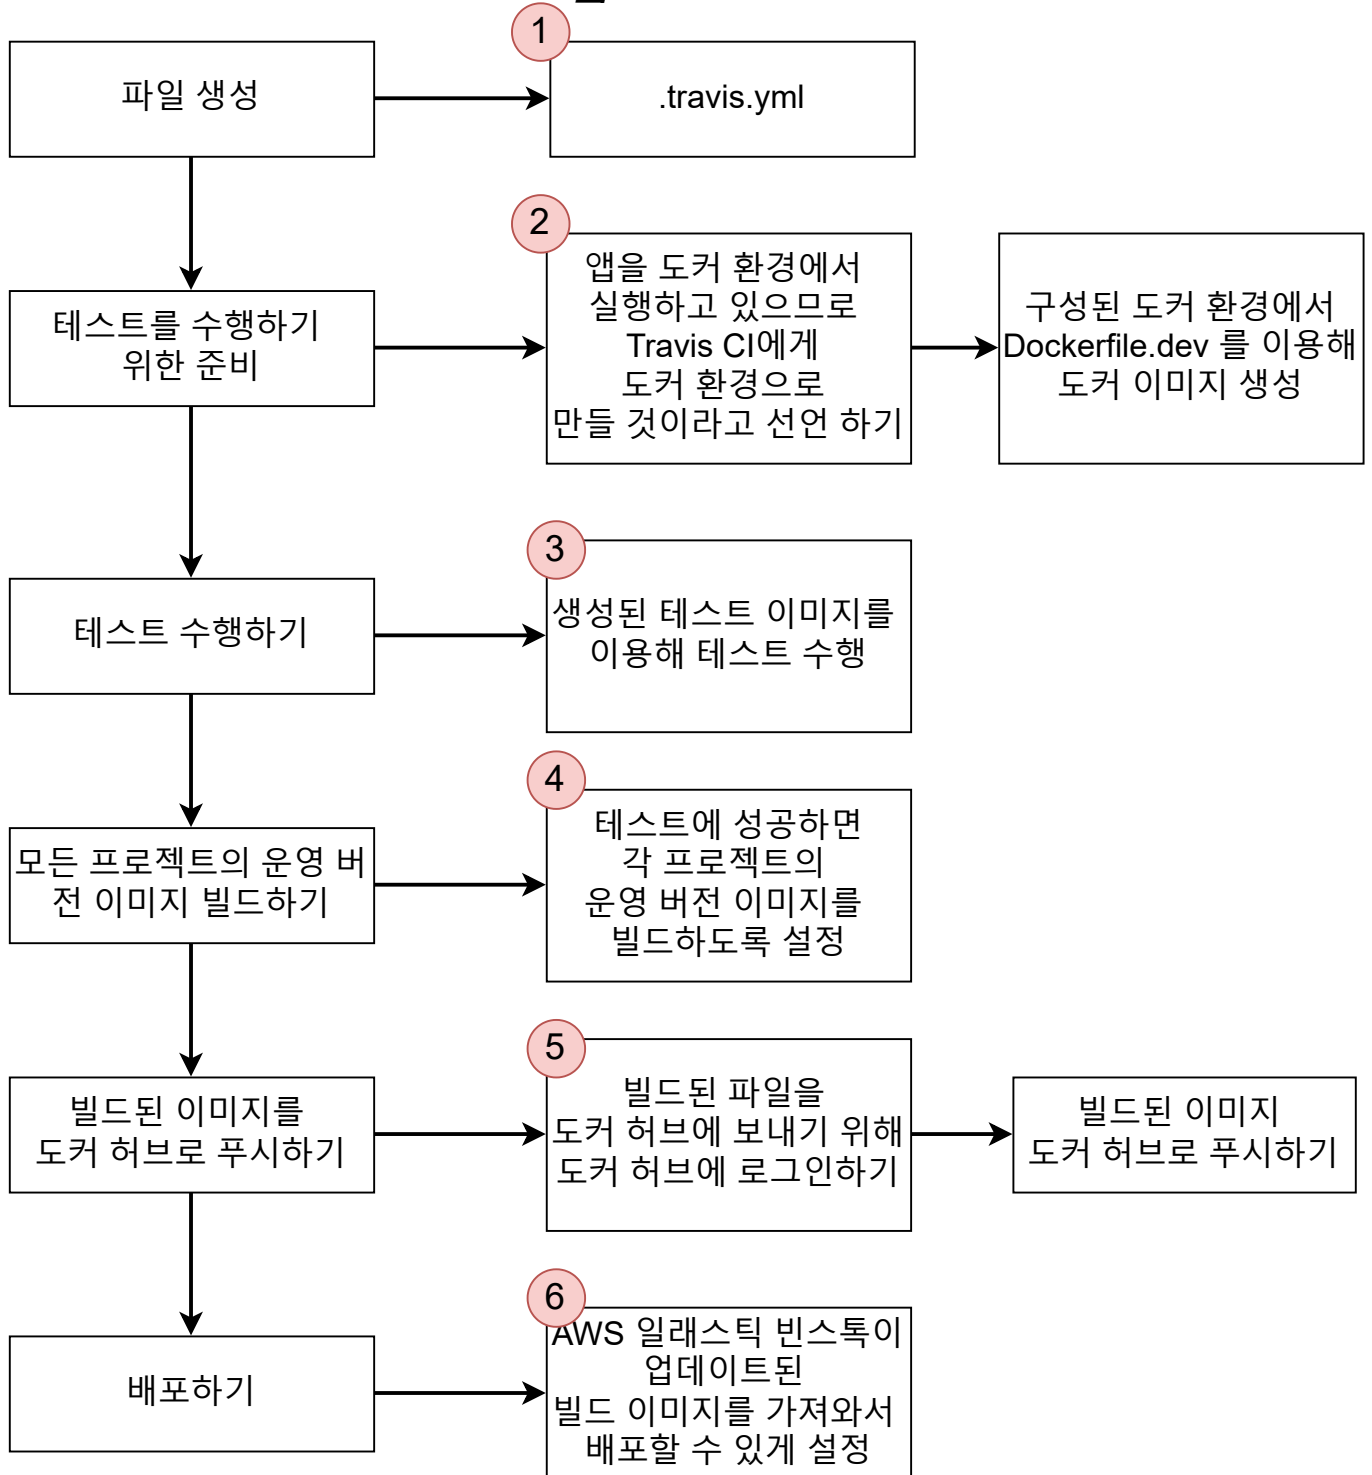 1
파일 생성
.travis.yml
2
테스트를 수행하기
위한 준비
앱을 도커 환경에서
실행하고 있으므로
Travis CI에게
도커 환경으로
만들 것이라고 선언 하기
구성된 도커 환경에서
Dockerfile.dev 를 이용해
도커 이미지 생성
3
테스트 수행하기
생성된 테스트 이미지를
이용해 테스트 수행
4
모든 프로젝트의 운영 버
전 이미지 빌드하기
테스트에 성공하면
각 프로젝트의
운영 버전 이미지를
빌드하도록 설정
5
빌드된 이미지를
도커 허브로 푸시하기
빌드된 파일을
도커 허브에 보내기 위해
도커 허브에 로그인하기
빌드된 이미지
도커 허브로 푸시하기
6
배포하기
AWS 일래스틱 빈스톡이
업데이트된
빌드 이미지를 가져와서
배포할 수 있게 설정